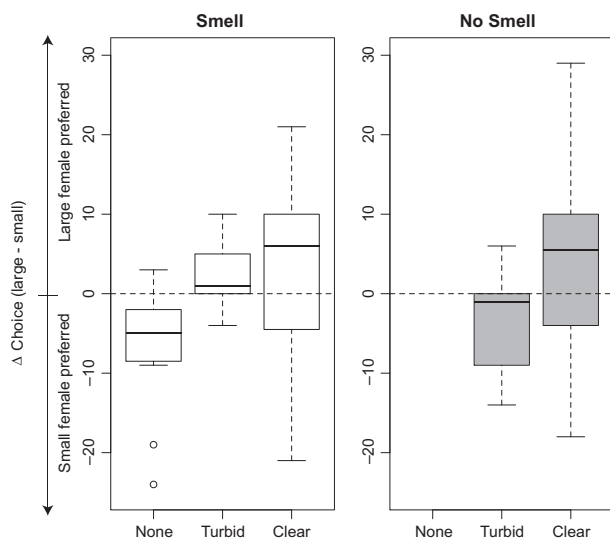 Smell
No Smell
Δ Choice (large - small)
Large female preferred
Small female preferred
30
20
10
0
−10
−20
30
20
10
0
−10
−20
None
Turbid
Clear
None
Turbid
Clear